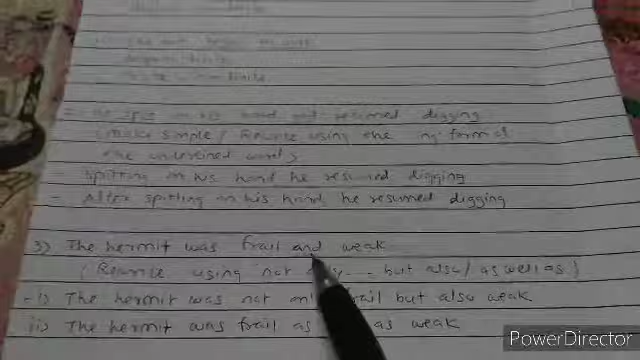 He spit on his hand and resumed digging
(Make simple / Rewrite using the ing form of
the underlined word)
- Spitting on his hand he resumed digging
- After spitting on his hand, he resumed digging
3) The hermit was frail and weak
(Rewrite using not but also / as well as)
- i) The hermit was not frail but also weak
ii) The hermit was frail as as weak
PowerDirector